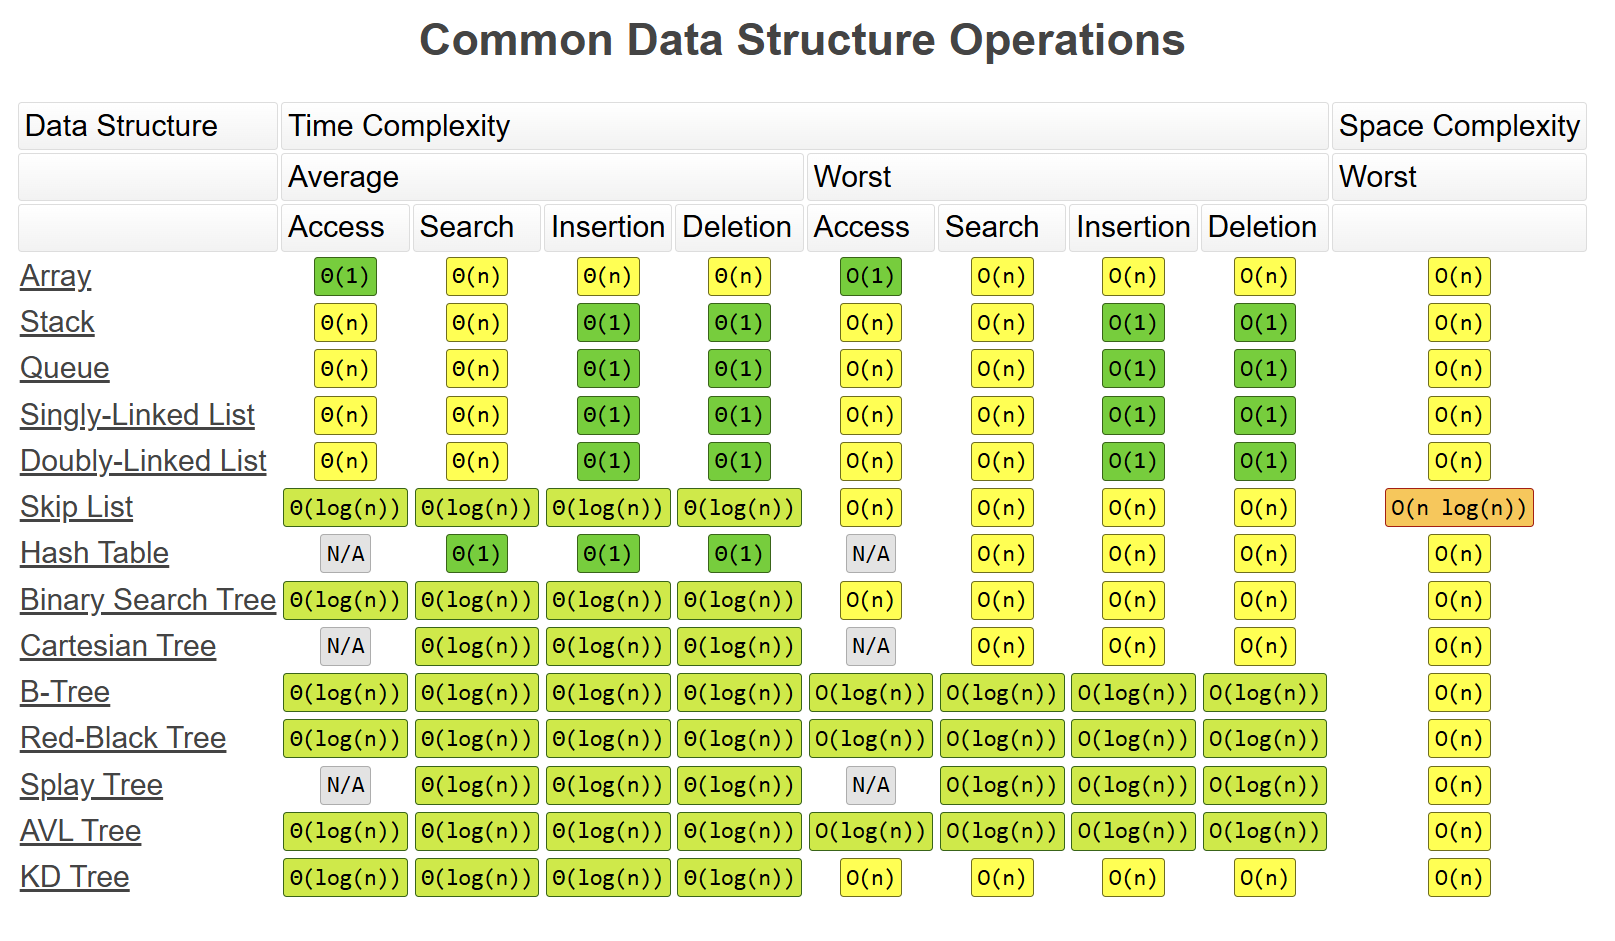 Common Data Structure Operations
Data Structure Time Complexity Space Complexity
Average Worst Worst
Access Search Insertion Deletion Access Search Insertion Deletion
Array Θ(1) Θ(n) Θ(n) Θ(n) O(1) O(n) O(n) O(n) O(n)
Stack Θ(n) Θ(n) Θ(1) Θ(1) O(n) O(n) O(1) O(1) O(n)
Queue Θ(n) Θ(n) Θ(1) Θ(1) O(n) O(n) O(1) O(1) O(n)
Singly-Linked List Θ(n) Θ(n) Θ(1) Θ(1) O(n) O(n) O(1) O(1) O(n)
Doubly-Linked List Θ(n) Θ(n) Θ(1) Θ(1) O(n) O(n) O(1) O(1) O(n)
Skip List Θ(log(n)) Θ(log(n)) Θ(log(n)) Θ(log(n)) O(n) O(n) O(n) O(n) O(n log(n))
Hash Table N/A Θ(1) Θ(1) Θ(1) N/A O(n) O(n) O(n) O(n)
Binary Search Tree Θ(log(n)) Θ(log(n)) Θ(log(n)) Θ(log(n)) O(n) O(n) O(n) O(n) O(n)
Cartesian Tree N/A Θ(log(n)) Θ(log(n)) Θ(log(n)) N/A O(n) O(n) O(n) O(n)
B-Tree Θ(log(n)) Θ(log(n)) Θ(log(n)) Θ(log(n)) O(log(n)) O(log(n)) O(log(n)) O(log(n)) O(n)
Red-Black Tree Θ(log(n)) Θ(log(n)) Θ(log(n)) Θ(log(n)) O(log(n)) O(log(n)) O(log(n)) O(log(n)) O(n)
Splay Tree N/A Θ(log(n)) Θ(log(n)) Θ(log(n)) N/A O(log(n)) O(log(n)) O(log(n)) O(n)
AVL Tree Θ(log(n)) Θ(log(n)) Θ(log(n)) Θ(log(n)) O(log(n)) O(log(n)) O(log(n)) O(log(n)) O(n)
KD Tree Θ(log(n)) Θ(log(n)) Θ(log(n)) Θ(log(n)) O(n) O(n) O(n) O(n) O(n)